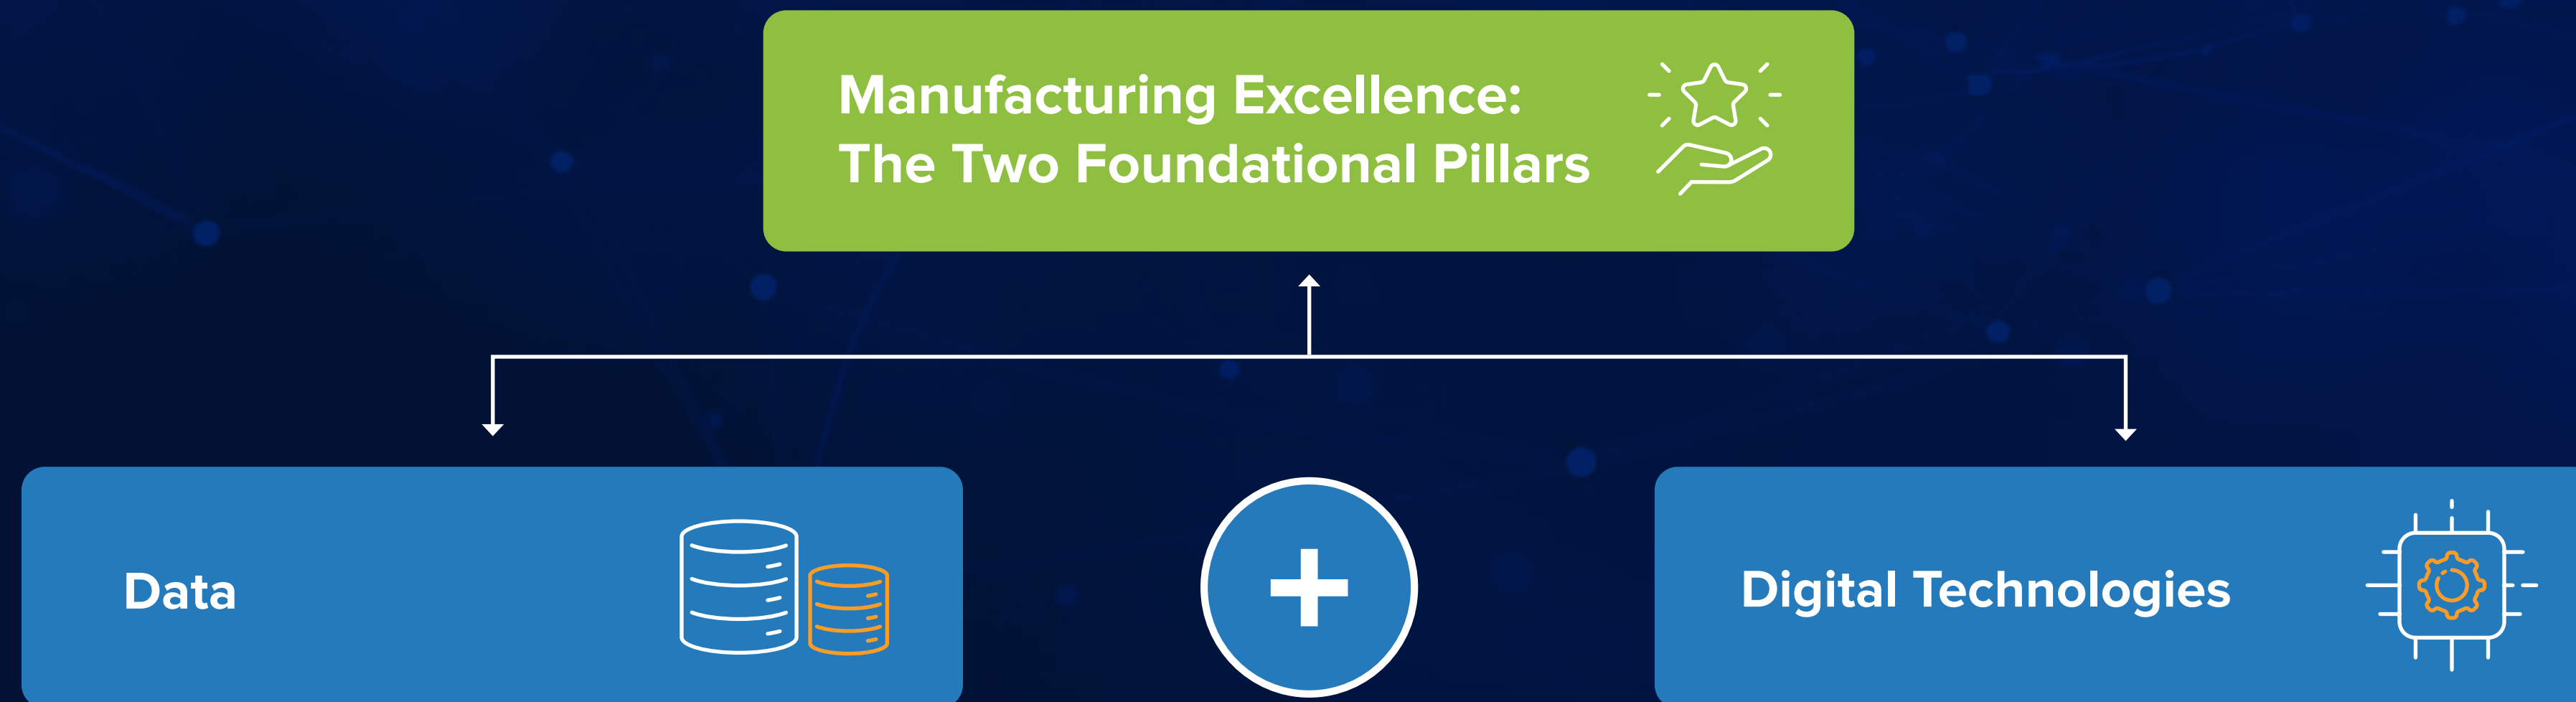 Manufacturing Excellence:
The Two Foundational Pillars
Data
+
Digital Technologies